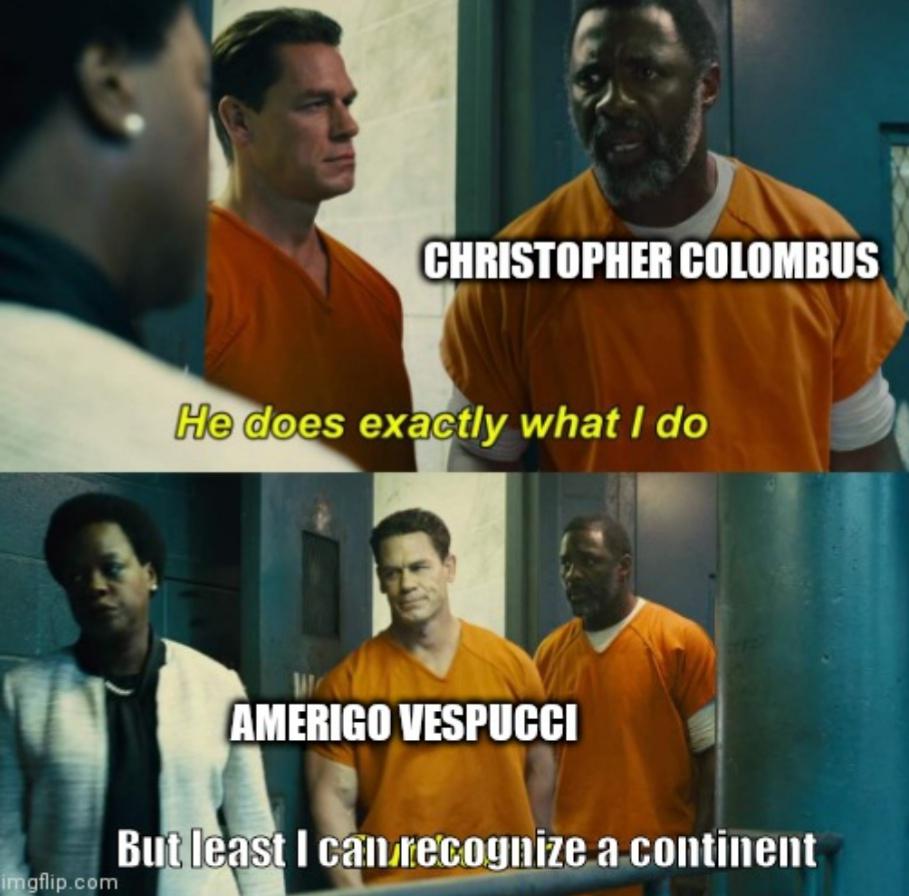 CHRISTOPHER COLOMBUS
He does exactly what I do
AMERIGO VESPUCCI
But least I can recognize a continent
imgflip.com